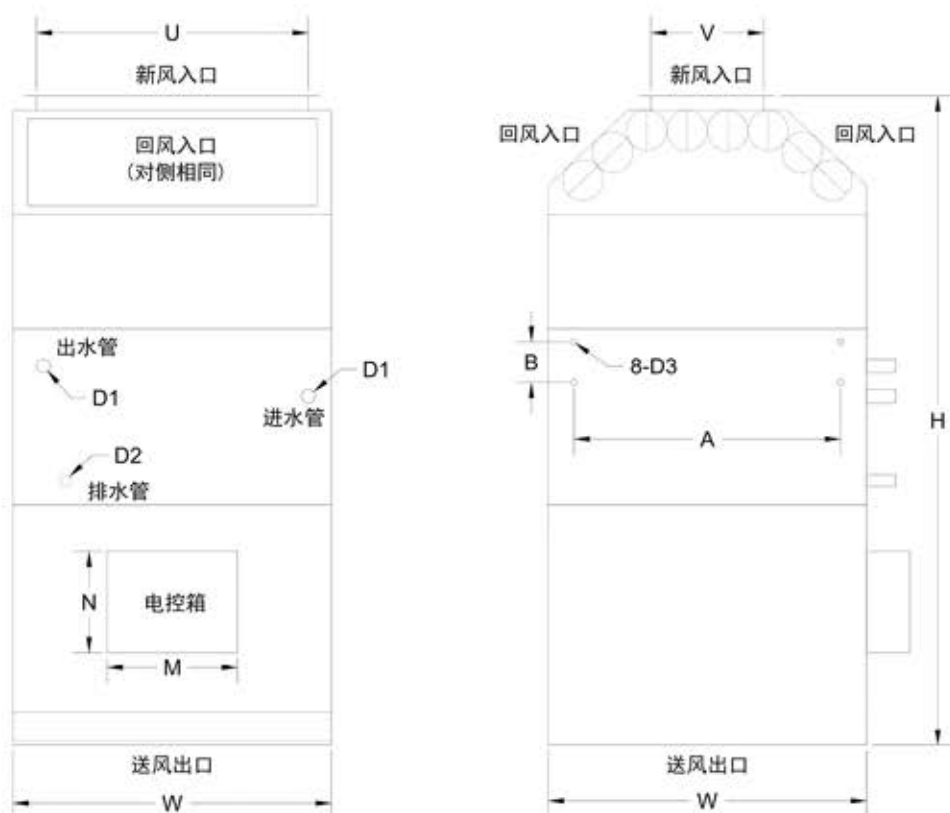 U
新风入口
回风入口
(对侧相同)
出水管
D1
D1
进水管
D2
排水管
N
电控箱
M
送风出口
W
V
新风入口
回风入口
回风入口
B
8-D3
A
H
送风出口
W